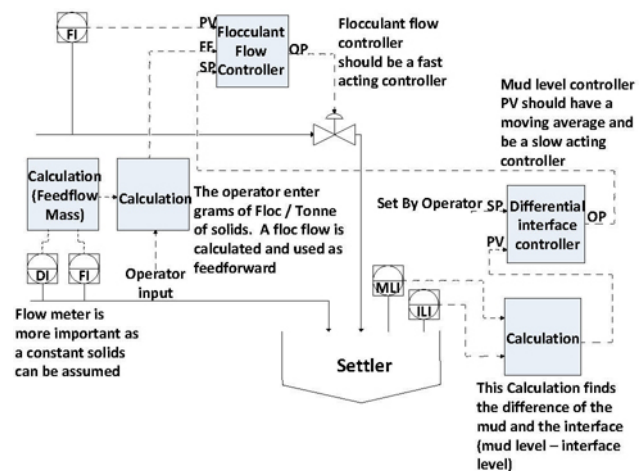 FI
PV
FF
SP
Flocculant
Flow
Controller
OP
Flocculant flow
controller
should be a fast
acting controller
Mud level controller
PV should have a
moving average and
be a slow acting
controller
Calculation
(Feedflow
Mass)
Calculation
The operator enter
grams of Floc / Tonne
of solids. A floc flow is
calculated and used as
feedforward
Set By Operator
SP
PV
Differential
interface
controller
OP
DI
FI
Operator
input
MLI
ILI
Flow meter is
more important as
a constant solids
can be assumed
Settler
Calculation
This Calculation finds
the difference of the
mud and the interface
(mud level – interface
level)